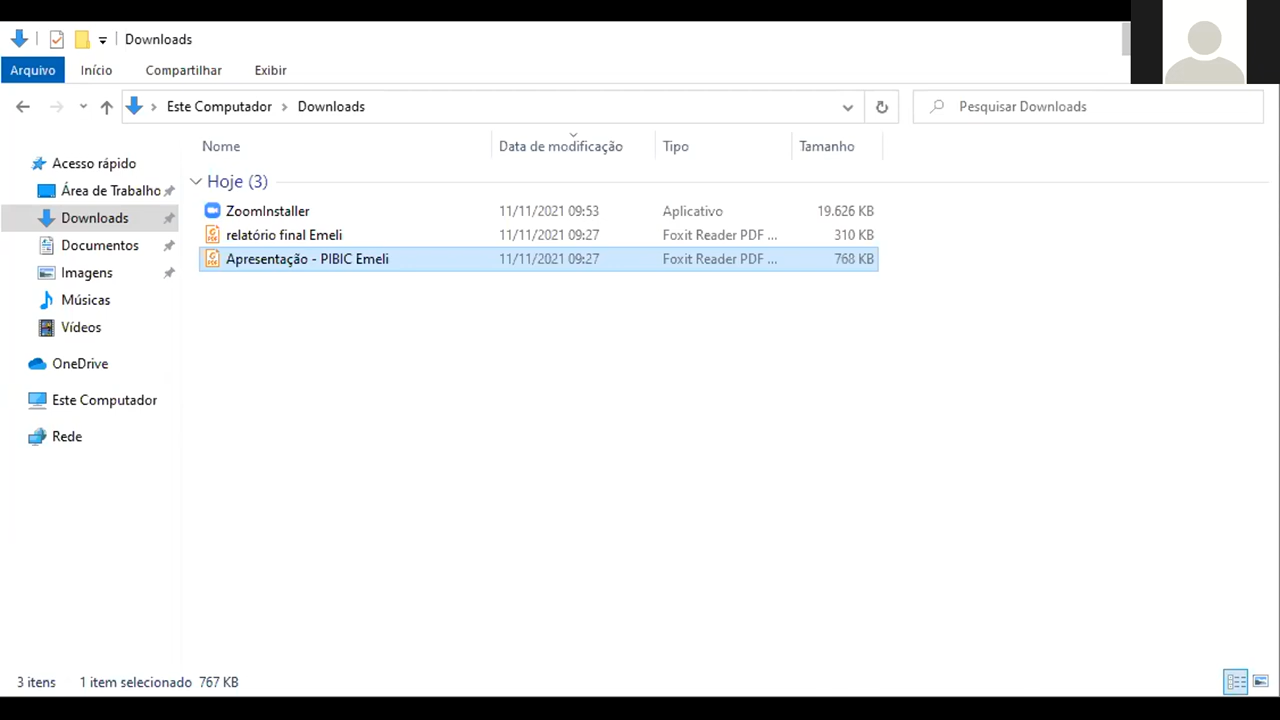 Downloads
Arquivo Início Compartilhar Exibir
Este Computador Downloads Pesquisar Downloads
Nome Data de modificação Tipo Tamanho
Acesso rápido
Área de Trabalho
Downloads
Documentos
Imagens
Músicas
Vídeos
OneDrive
Este Computador
Rede
Hoje (3)
ZoomInstaller 11/11/2021 09:53 Aplicativo 19.626 KB
relatório final Emeli 11/11/2021 09:27 Foxit Reader PDF ... 310 KB
Apresentação - PIBIC Emeli 11/11/2021 09:27 Foxit Reader PDF ... 768 KB
3 itens 1 item selecionado 767 KB